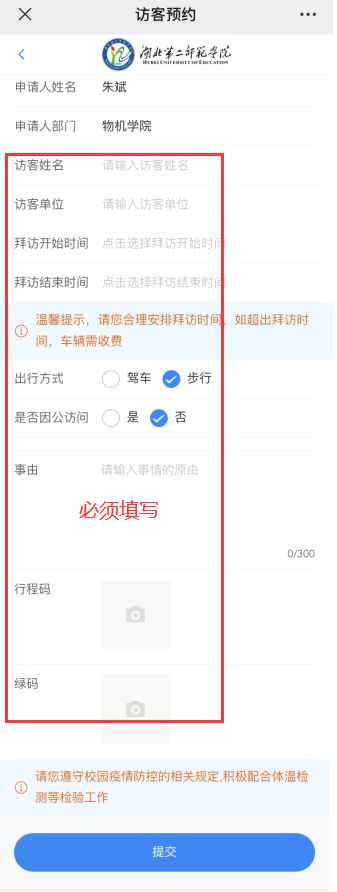 访客预约
湖北第二师范学院
HUBEI UNIVERSITY OF EDUCATION
申请人姓名 朱斌
申请人部门 物机学院
访客姓名 请输入访客姓名
访客单位 请输入访客单位
拜访开始时间 点击选择拜访开始时间
拜访结束时间 点击选择拜访结束时间
温馨提示，请您合理安排拜访时间，如超出拜访时
间，车辆需收费
出行方式 驾车 步行
是否因公访问 是 否
事由 请输入事情的原由
必须填写
0/300
行程码
绿码
请您遵守校园疫情防控的相关规定,积极配合体温检
测等检验工作
提交